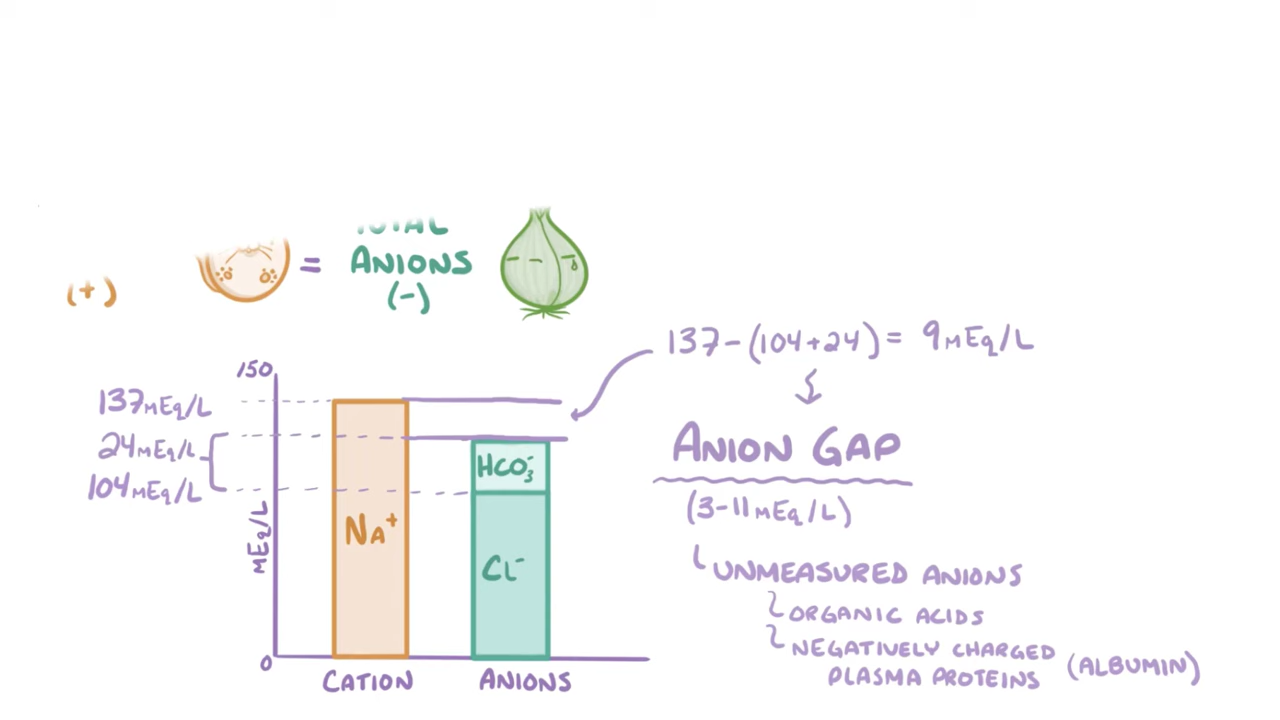 (+)
=
TOTAL
ANIONS
(-)
137-(104+24)= 9mEq/L
150
137mEq/L
24mEq/L
104mEq/L
mEq/L
0
Na+
HCO3-
Cl-
CATION
ANIONS
ANION GAP
(3-11mEq/L)
UNMEASURED ANIONS
ORGANIC ACIDS
NEGATIVELY CHARGED
PLASMA PROTEINS (ALBUMIN)